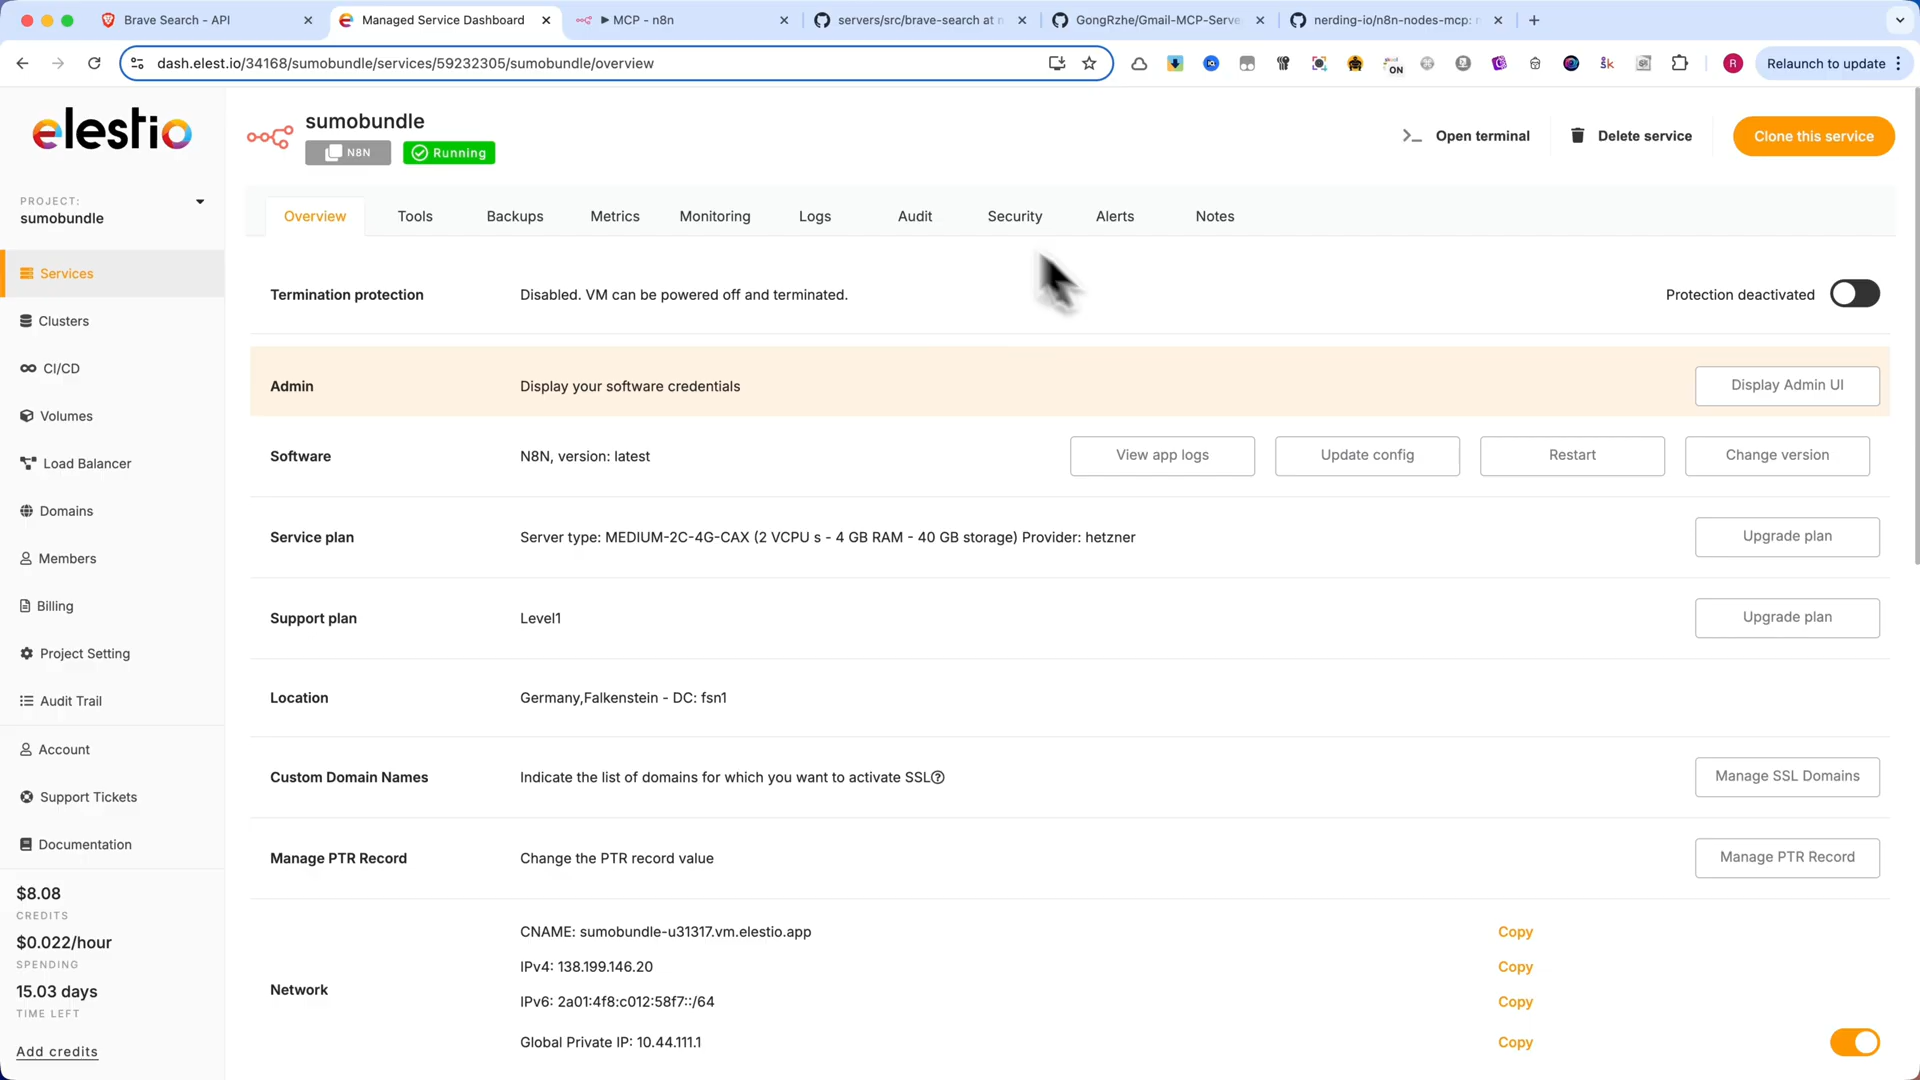 Brave Search - API
Managed Service Dashboard
MCP - n8n
servers/src/brave-search at n
GongRzhe/Gmail-MCP-Serve
nerding-io/n8n-nodes-mcp: n
dash.elest.io/34168/sumobundle/services/59232305/sumobundle/overview
ON
R
Relaunch to update
elestio
PROJECT:
sumobundle
Services
Clusters
CI/CD
Volumes
Load Balancer
Domains
Members
Billing
Project Setting
Audit Trail
Account
Support Tickets
Documentation
$8.08
CREDITS
$0.022/hour
SPENDING
15.03 days
TIME LEFT
Add credits
sumobundle
N8N
Running
Open terminal
Delete service
Clone this service
Overview
Tools
Backups
Metrics
Monitoring
Logs
Audit
Security
Alerts
Notes
Termination protection
Disabled. VM can be powered off and terminated.
Protection deactivated
Admin
Display your software credentials
Display Admin UI
Software
N8N, version: latest
View app logs
Update config
Restart
Change version
Service plan
Server type: MEDIUM-2C-4G-CAX (2 VCPU s - 4 GB RAM - 40 GB storage) Provider: hetzner
Upgrade plan
Support plan
Level1
Upgrade plan
Location
Germany,Falkenstein - DC: fsn1
Custom Domain Names
Indicate the list of domains for which you want to activate SSL
Manage SSL Domains
Manage PTR Record
Change the PTR record value
Manage PTR Record
Network
CNAME: sumobundle-u31317.vm.elestio.app
Copy
IPv4: 138.199.146.20
Copy
IPv6: 2a01:4f8:c012:58f7::/64
Copy
Global Private IP: 10.44.111.1
Copy